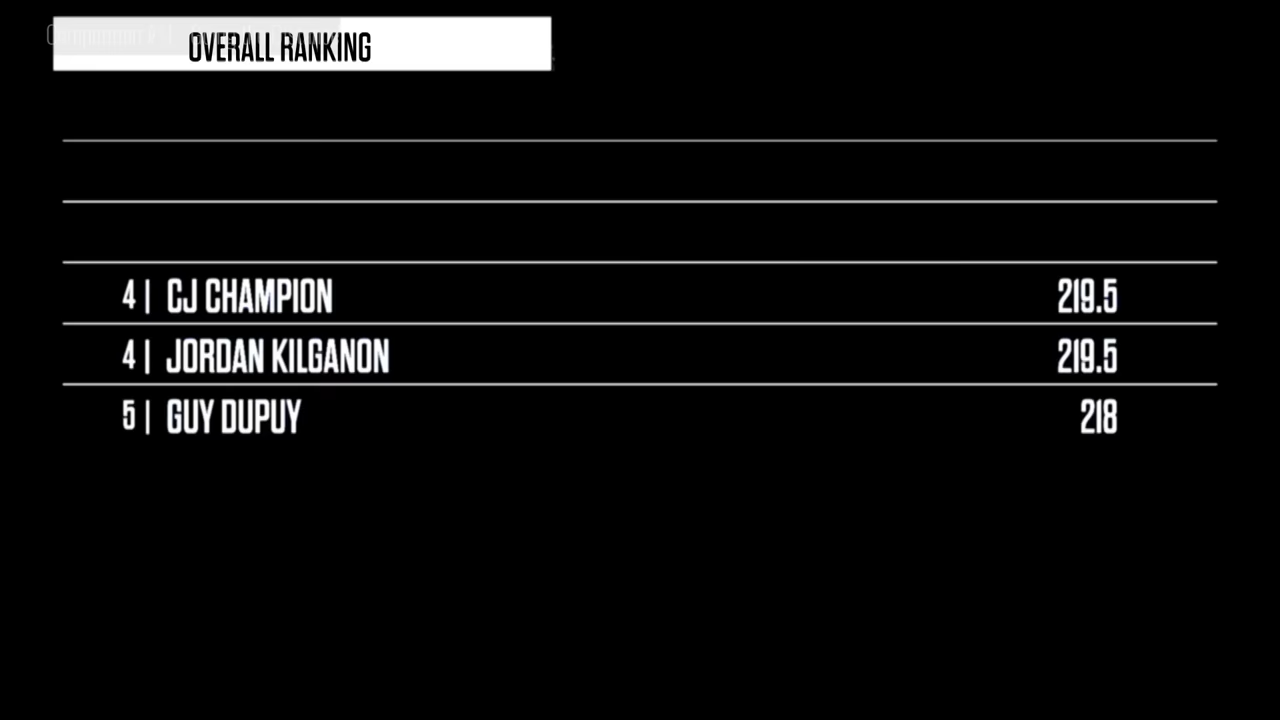 OVERALL RANKING
4 | CJ CHAMPION 219.5
4 | JORDAN KILGANON 219.5
5 | GUY DUPUY 218